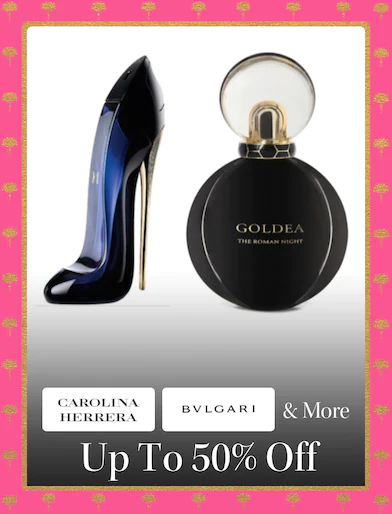 GOLDEA
THE ROMAN NIGHT
CAROLINA
HERRERA
BVLGARI
& More
Up To 50% Off